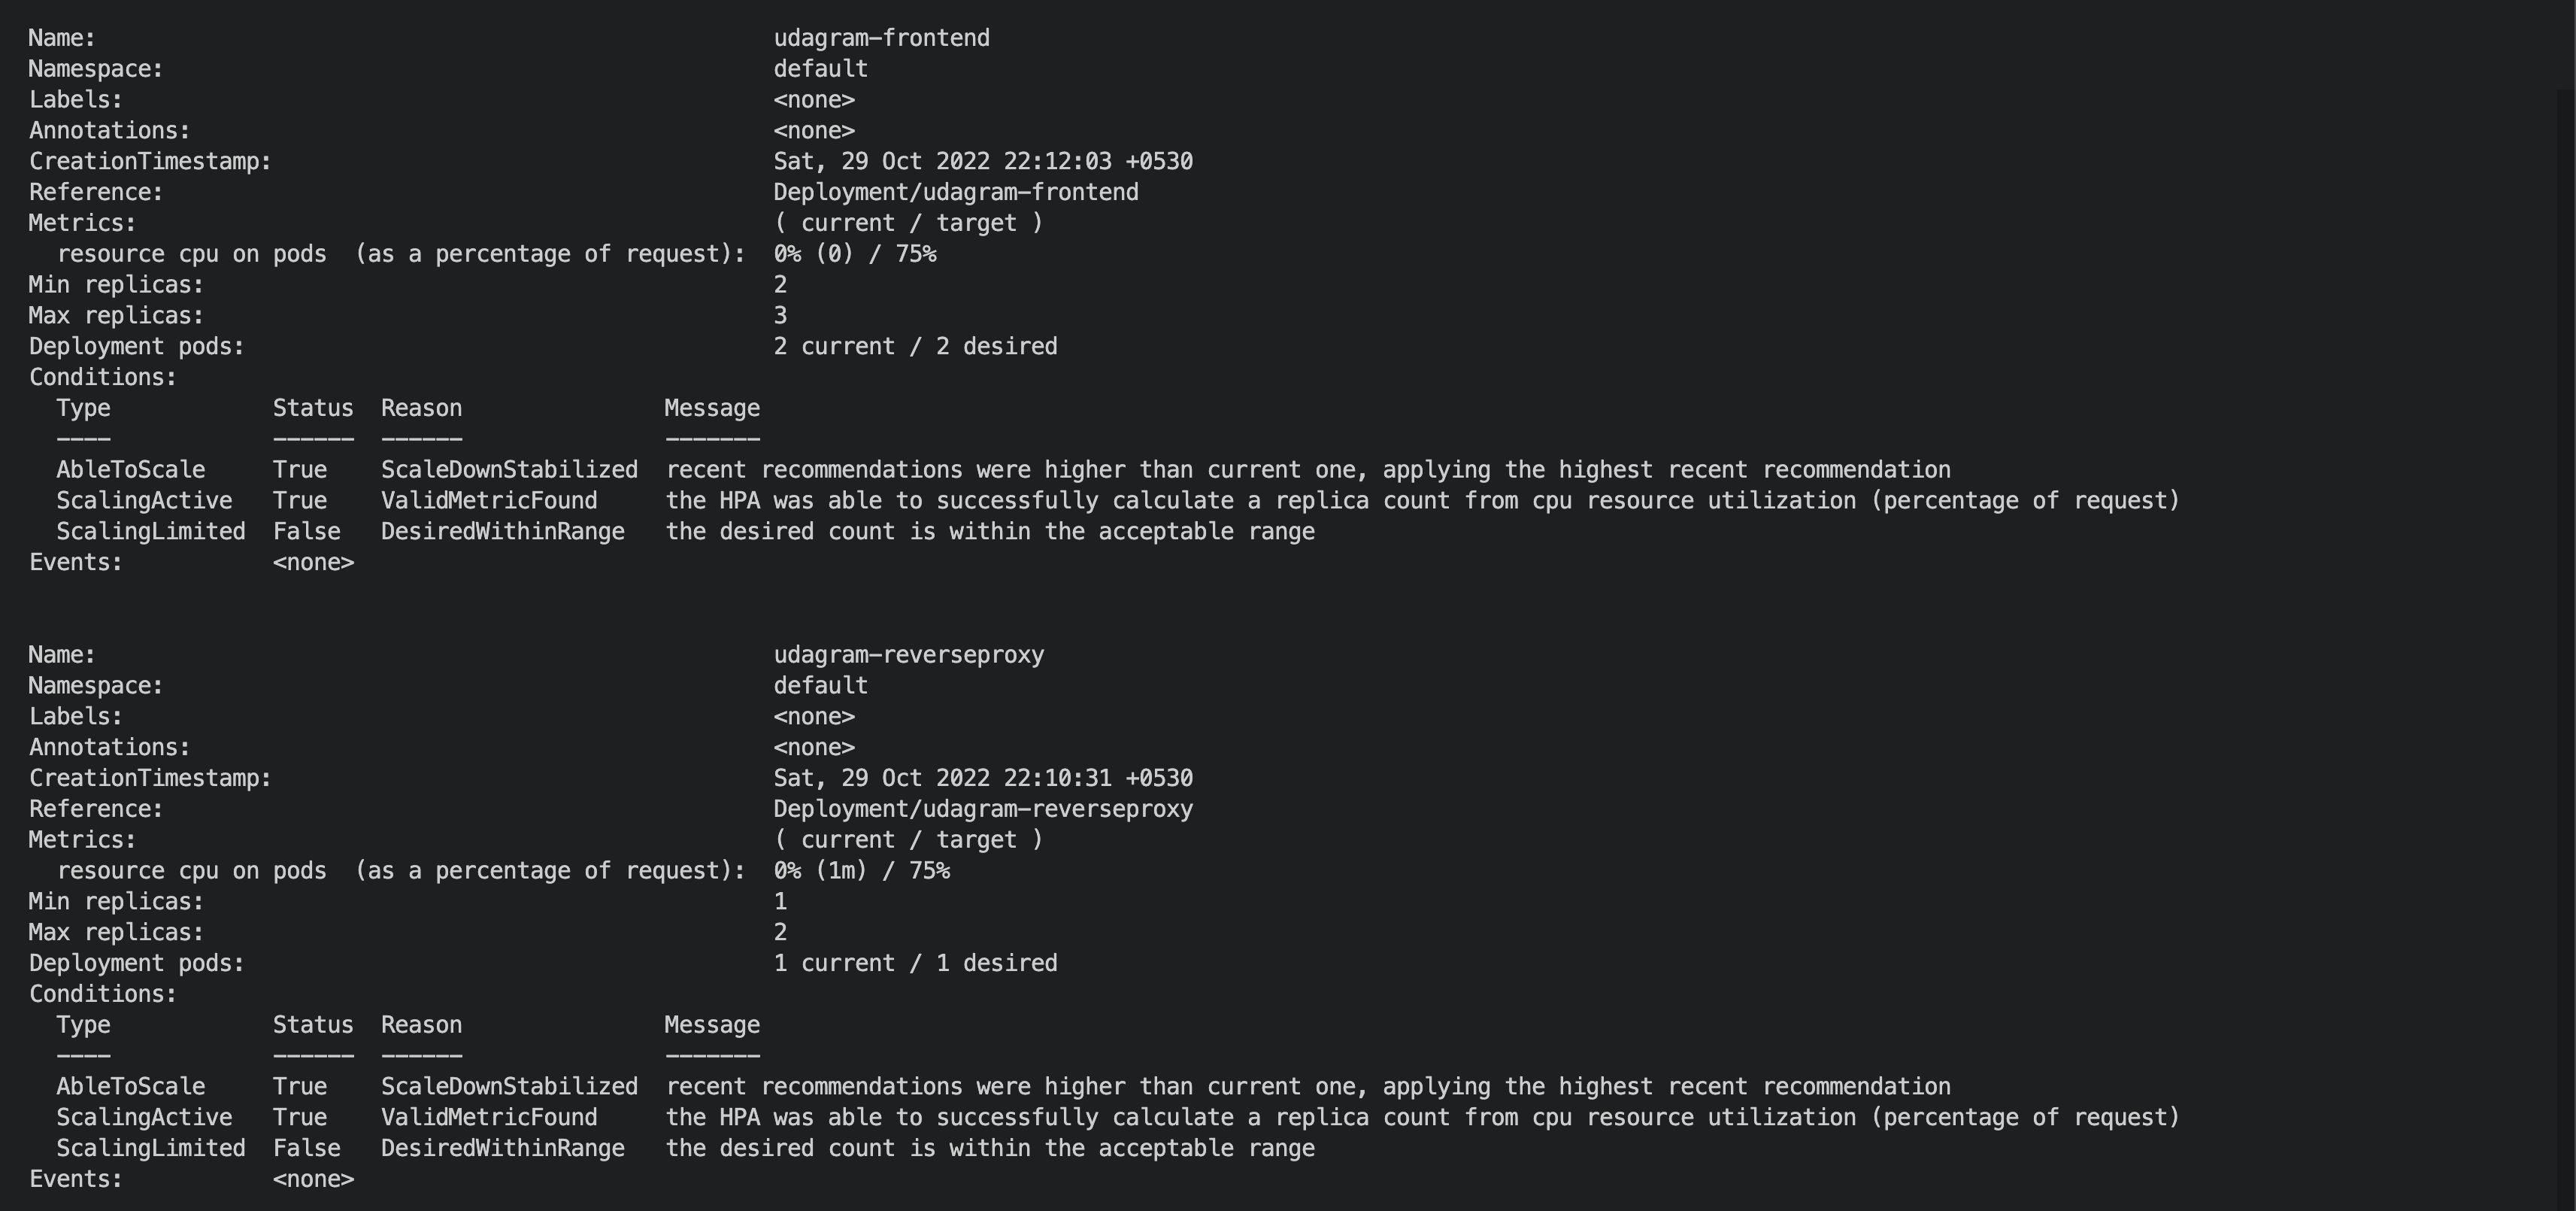 Name: udagram-frontend
Namespace: default
Labels: <none>
Annotations: <none>
CreationTimestamp: Sat, 29 Oct 2022 22:12:03 +0530
Reference: Deployment/udagram-frontend
Metrics: ( current / target )
resource cpu on pods  (as a percentage of request): 0% (0) / 75%
Min replicas: 2
Max replicas: 3
Deployment pods: 2 current / 2 desired
Conditions:
Type Status Reason Message
---- ------ ------ -------
AbleToScale True ScaleDownStabilized recent recommendations were higher than current one, applying the highest recent recommendation
ScalingActive True ValidMetricFound the HPA was able to successfully calculate a replica count from cpu resource utilization (percentage of request)
ScalingLimited False DesiredWithinRange the desired count is within the acceptable range
Events: <none>
Name: udagram-reverseproxy
Namespace: default
Labels: <none>
Annotations: <none>
CreationTimestamp: Sat, 29 Oct 2022 22:10:31 +0530
Reference: Deployment/udagram-reverseproxy
Metrics: ( current / target )
resource cpu on pods  (as a percentage of request): 0% (1m) / 75%
Min replicas: 1
Max replicas: 2
Deployment pods: 1 current / 1 desired
Conditions:
Type Status Reason Message
---- ------ ------ -------
AbleToScale True ScaleDownStabilized recent recommendations were higher than current one, applying the highest recent recommendation
ScalingActive True ValidMetricFound the HPA was able to successfully calculate a replica count from cpu resource utilization (percentage of request)
ScalingLimited False DesiredWithinRange the desired count is within the acceptable range
Events: <none>